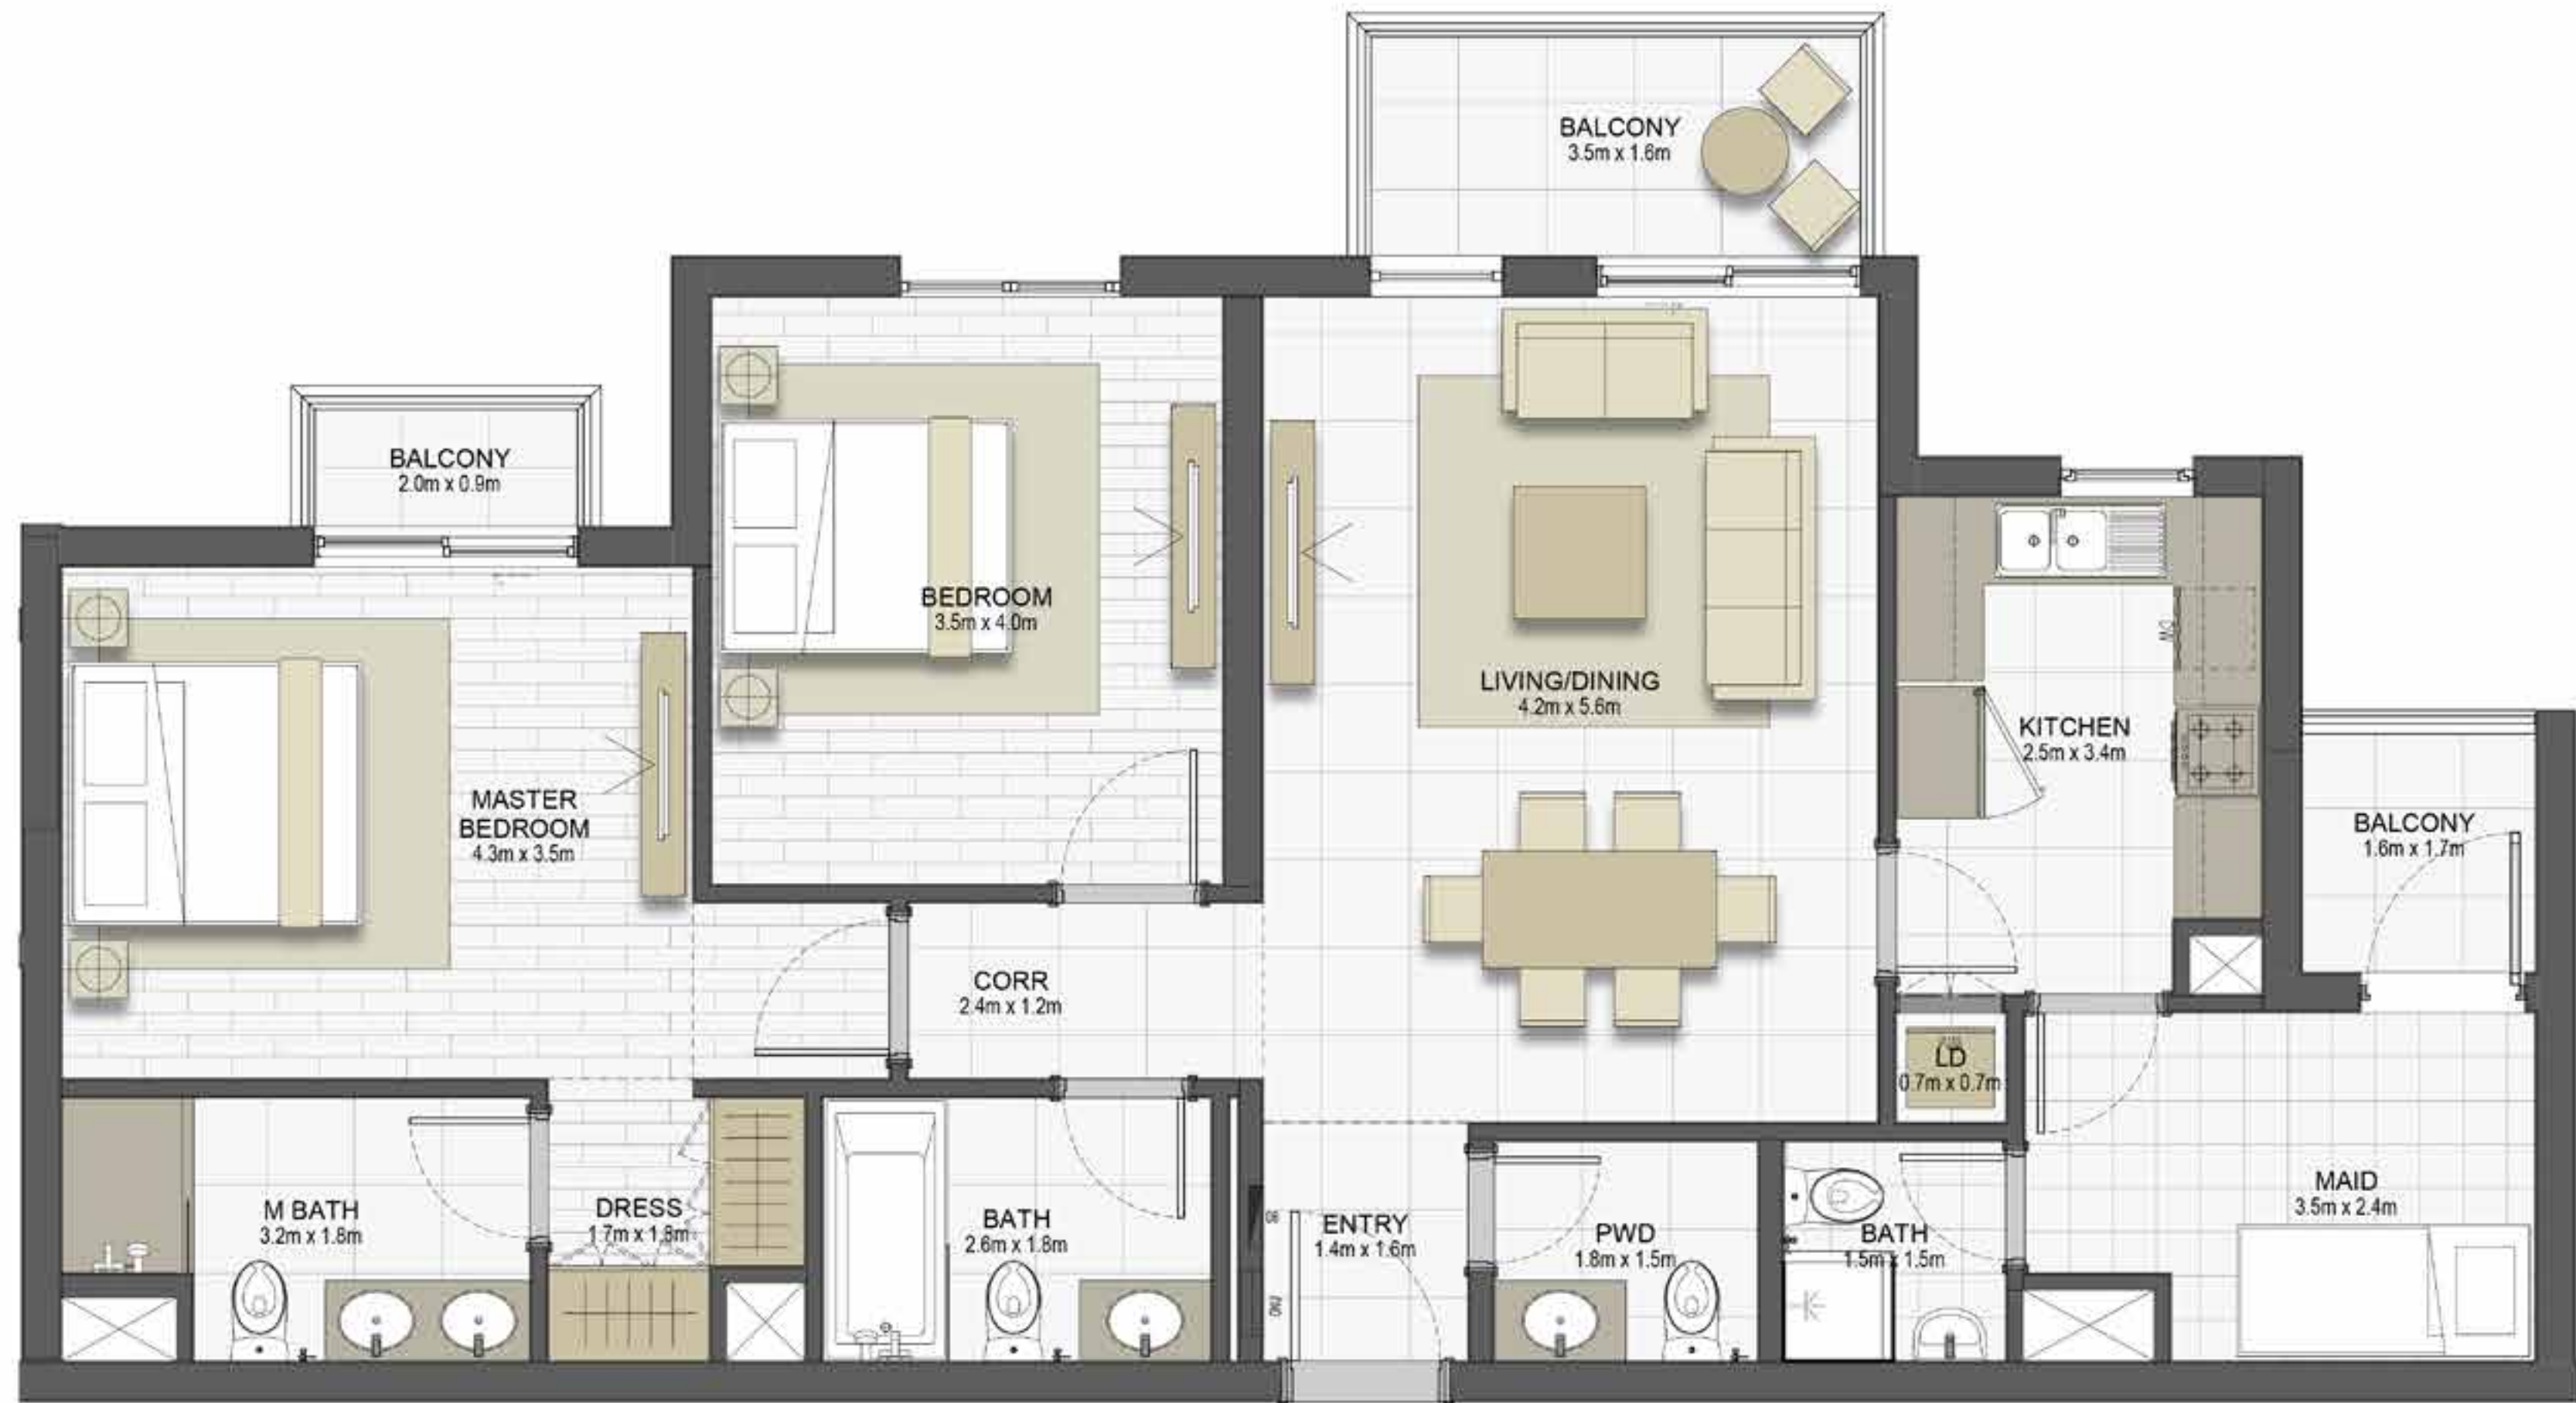 BALCONY
3.5m x 1.6m
BALCONY
2.0m x 0.9m
BEDROOM
3.5m x 4.0m
LIVING/DINING
4.2m x 5.6m
KITCHEN
2.5m x 3.4m
DW
MASTER
BEDROOM
4.3m x 3.5m
BALCONY
1.6m x 1.7m
CORR
2.4m x 1.2m
LD
0.7m x 0.7m
M BATH
3.2m x 1.8m
DRESS
1.7m x 1.8m
BATH
2.6m x 1.8m
ENTRY
1.4m x 1.6m
PWD
1.8m x 1.5m
BATH
1.5m x 1.5m
MAID
3.5m x 2.4m